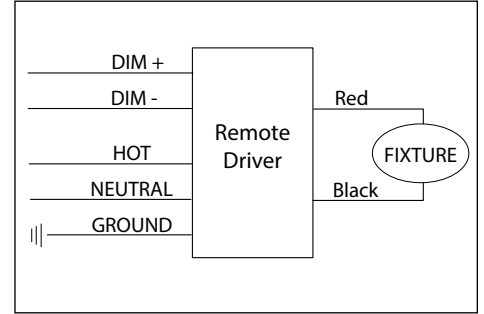 DIM +
DIM -
HOT
NEUTRAL
GROUND
Remote
Driver
Red
Black
FIXTURE